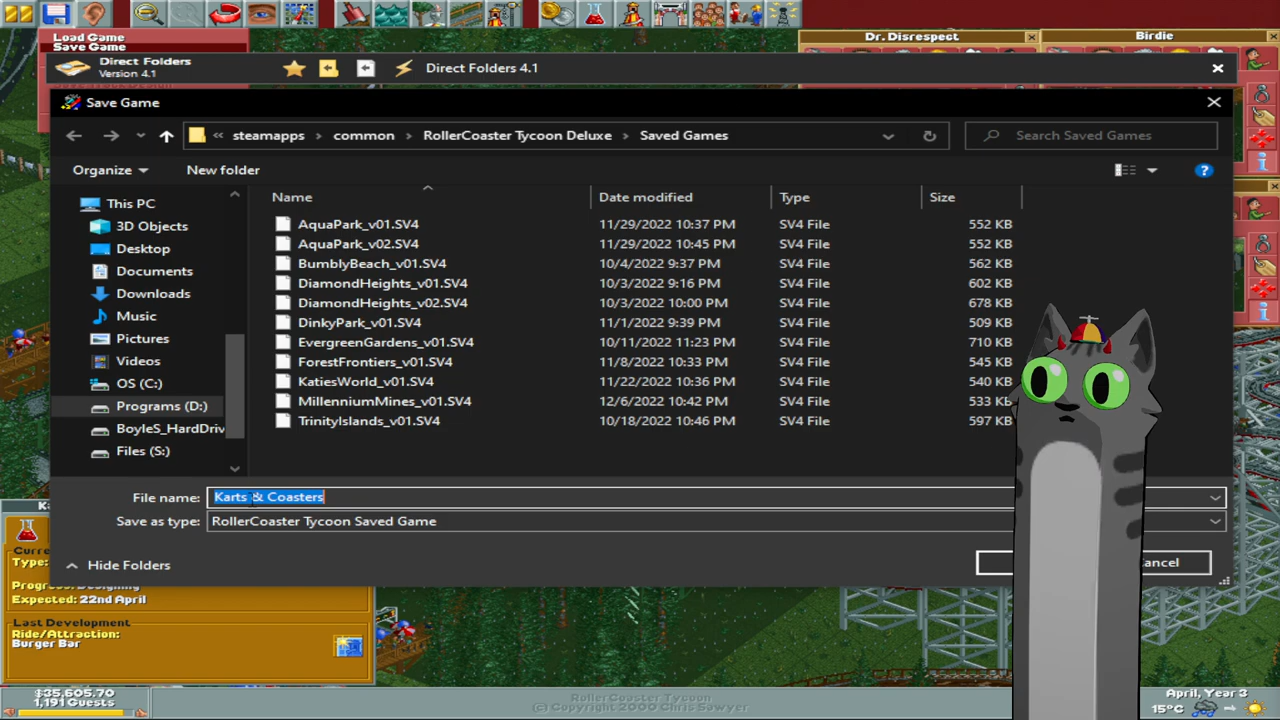 Load Game
Save Game
Dr. Disrespect
Birdie
Direct Folders
Version 4.1
Direct Folders 4.1
Save Game
« steamapps › common › RollerCoaster Tycoon Deluxe › Saved Games
Search Saved Games
Organize
New folder
Name Date modified Type Size
This PC
3D Objects
Desktop
Documents
Downloads
Music
Pictures
Videos
OS (C:)
Programs (D:)
BoyleS_HardDriv
Files (S:)
AquaPark_v01.SV4 11/29/2022 10:37 PM SV4 File 552 KB
AquaPark_v02.SV4 11/29/2022 10:45 PM SV4 File 552 KB
BumblyBeach_v01.SV4 10/4/2022 9:37 PM SV4 File 562 KB
DiamondHeights_v01.SV4 10/3/2022 9:16 PM SV4 File 602 KB
DiamondHeights_v02.SV4 10/3/2022 10:00 PM SV4 File 678 KB
DinkyPark_v01.SV4 11/1/2022 9:39 PM SV4 File 509 KB
EvergreenGardens_v01.SV4 10/11/2022 11:23 PM SV4 File 710 KB
ForestFrontiers_v01.SV4 11/8/2022 10:33 PM SV4 File 545 KB
KatiesWorld_v01.SV4 11/22/2022 10:36 PM SV4 File 540 KB
MillenniumMines_v01.SV4 12/6/2022 10:42 PM SV4 File 533 KB
TrinityIslands_v01.SV4 10/18/2022 10:46 PM SV4 File 597 KB
File name: Karts & Coasters
Save as type: RollerCoaster Tycoon Saved Game
Hide Folders
Cancel
Type:
Progress: Designing
Expected: 22nd April
Last Development
Ride/Attraction:
Burger Bar
$35,605.70
1,191 Guests
RollerCoaster Tycoon
(c) Copyright 2000 Chris Sawyer
April, Year 3
15°C